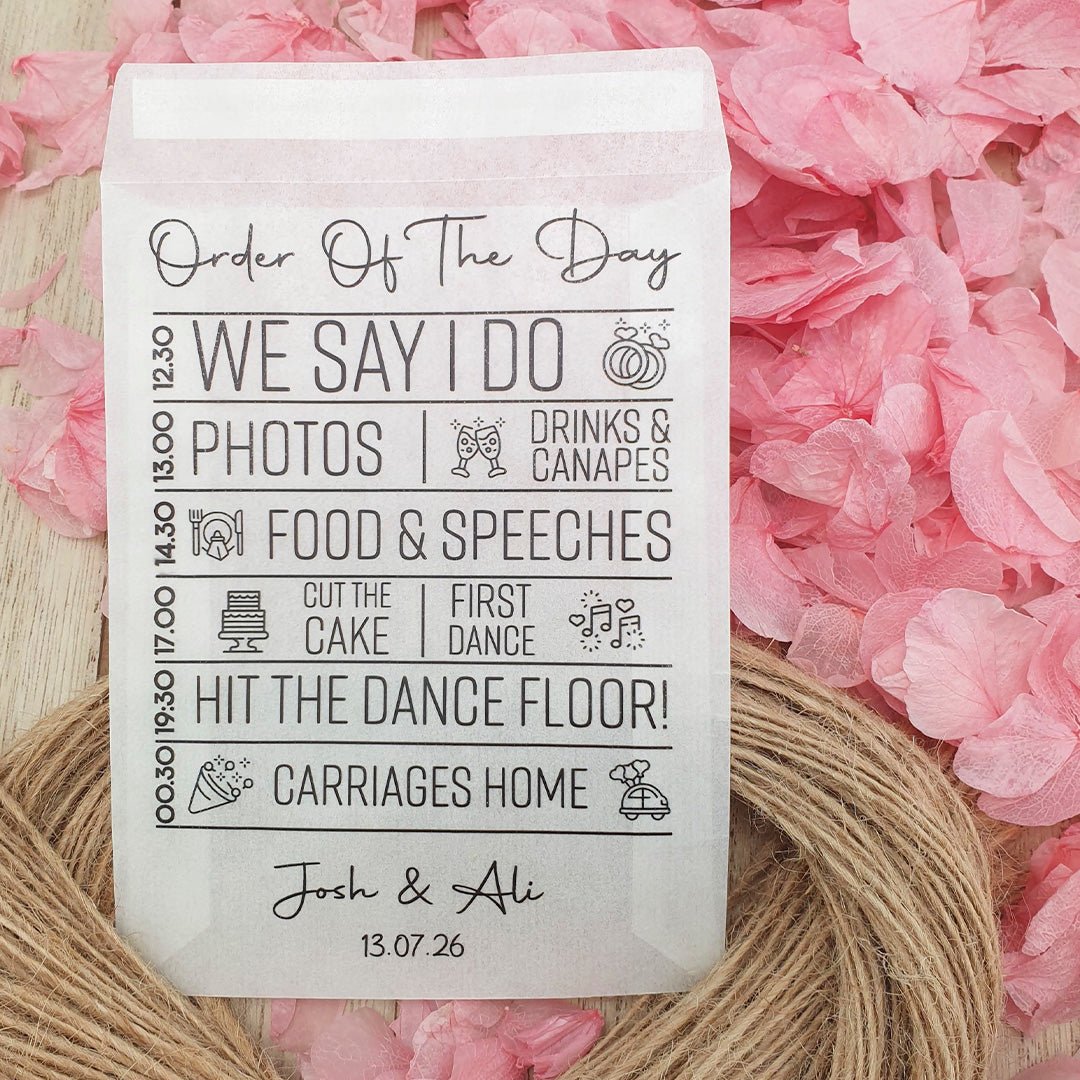 Order Of The Day
12.30 WE SAY I DO
13.00 PHOTOS DRINKS & CANAPES
14.30 FOOD & SPEECHES
17.00 CUT THE CAKE FIRST DANCE
19:30 HIT THE DANCE FLOOR!
00.30 CARRIAGES HOME
Josh & Ali
13.07.26